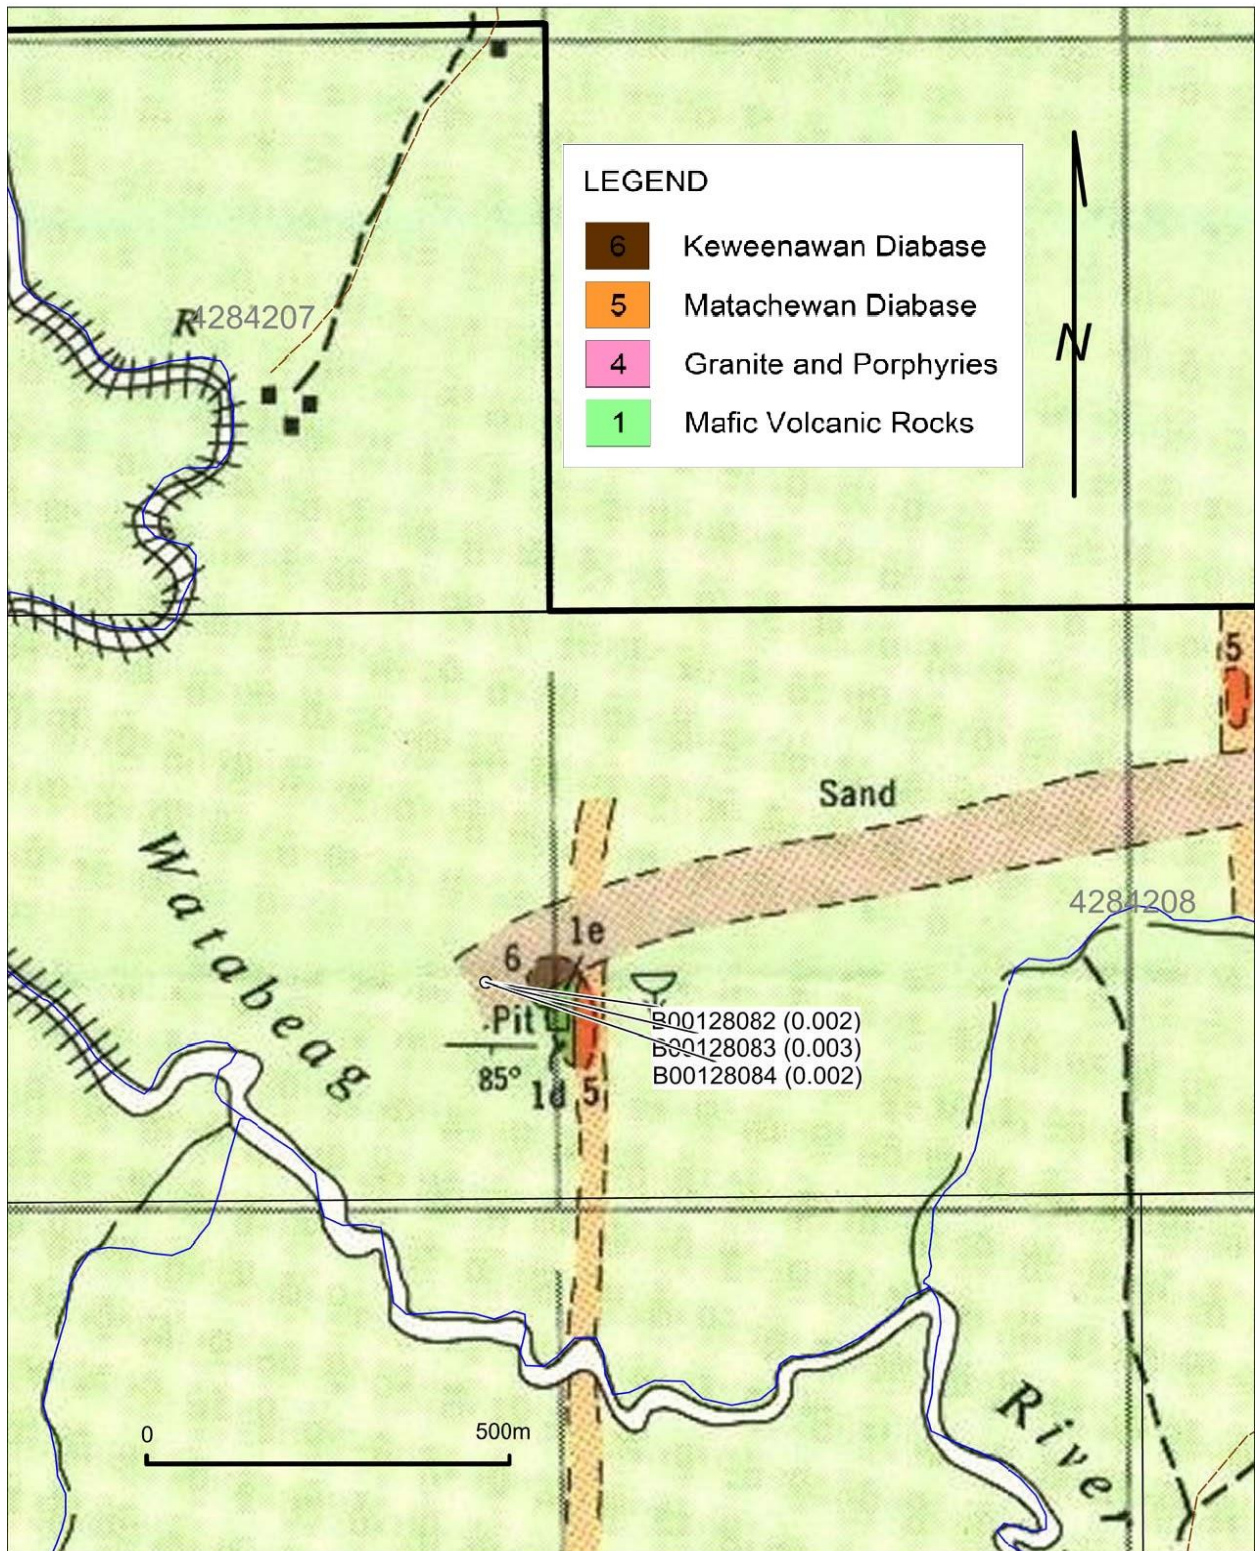 LEGEND
6 Keweenawan Diabase
5 Matachewan Diabase
4 Granite and Porphyries
1 Mafic Volcanic Rocks
N
R
4284207
5
Sand
Watabeag
4284208
1e
6
Pit
B00128082 (0.002)
B00128083 (0.003)
B00128084 (0.002)
85°
1d 5
0 500m
River